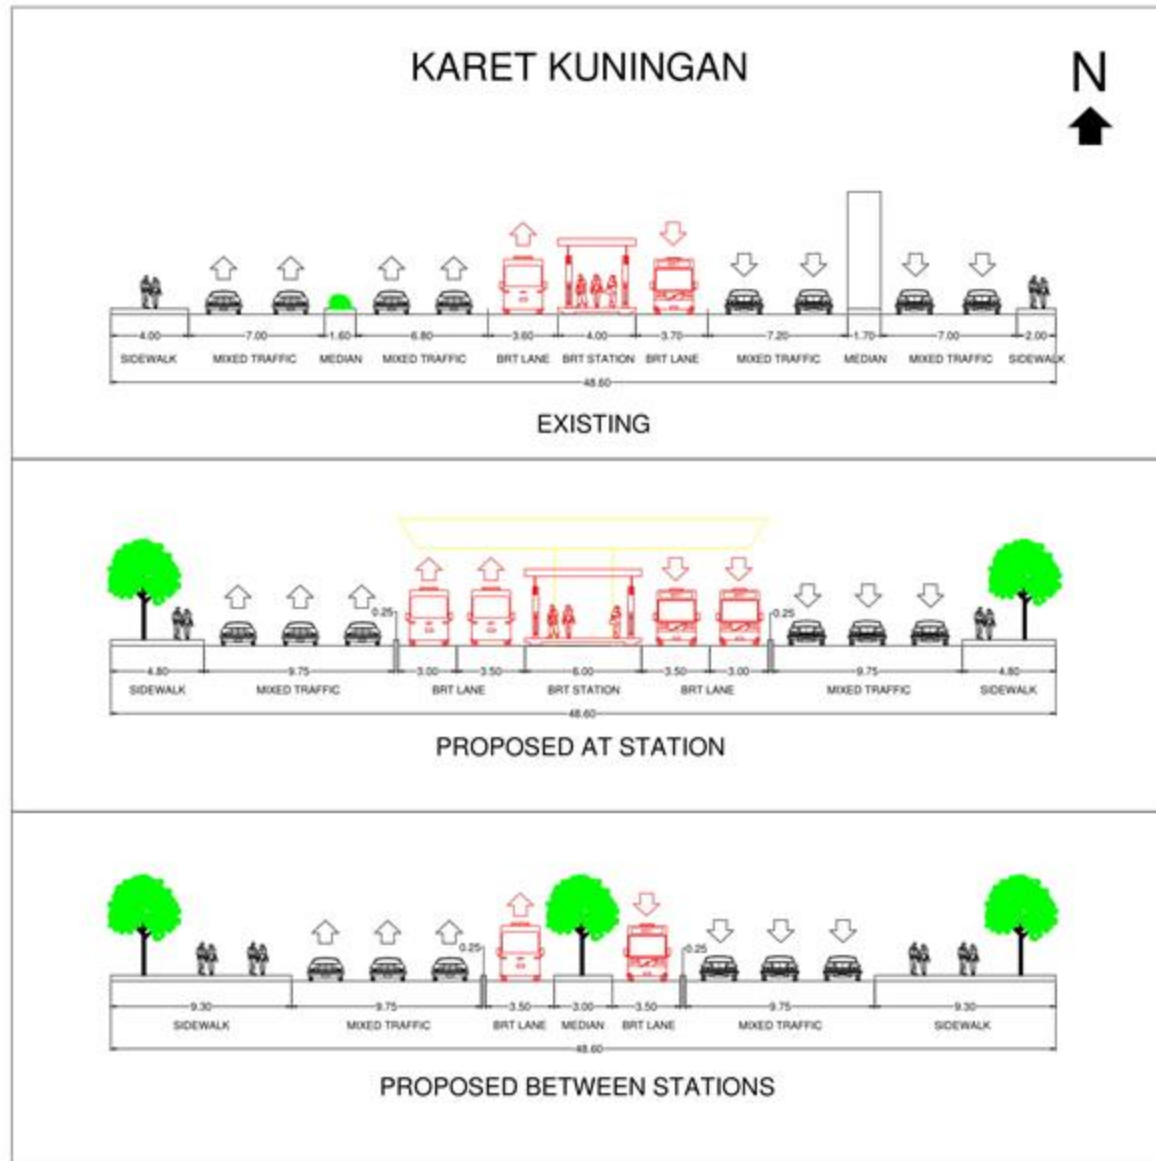 KARET KUNINGAN
N
4.00 7.00 1.60 6.80 3.60 4.00 3.70 7.20 1.70 7.00 2.00
SIDEWALK MIXED TRAFFIC MEDIAN MIXED TRAFFIC BRT LANE BRT STATION BRT LANE MIXED TRAFFIC MEDIAN MIXED TRAFFIC SIDEWALK
48.60
EXISTING
0.25 0.25
4.80 9.75 3.00 3.50 6.00 3.50 3.00 9.75 4.80
SIDEWALK MIXED TRAFFIC BRT LANE BRT STATION BRT LANE MIXED TRAFFIC SIDEWALK
48.60
PROPOSED AT STATION
0.25 0.25
9.30 9.75 3.50 3.00 3.50 9.75 9.30
SIDEWALK MIXED TRAFFIC BRT LANE MEDIAN BRT LANE MIXED TRAFFIC SIDEWALK
48.60
PROPOSED BETWEEN STATIONS